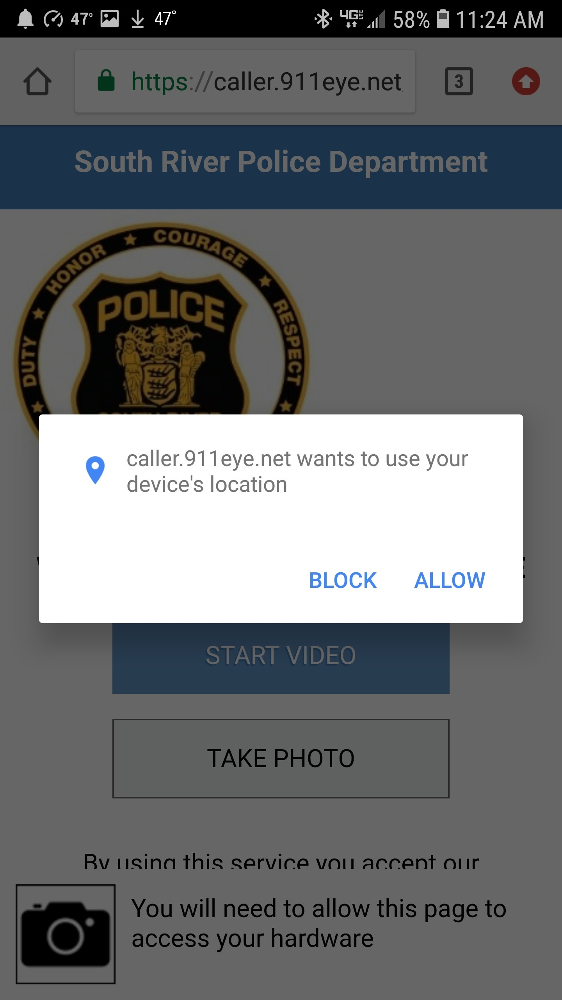 47° 47° 4G LTE 58% 11:24 AM
https://caller.911eye.net 3
South River Police Department
DUTY ★ HONOR ★ COURAGE ★ RESPECT
POLICE
caller.911eye.net wants to use your
device's location
BLOCK ALLOW
START VIDEO
TAKE PHOTO
By using this service you accept our
You will need to allow this page to
access your hardware